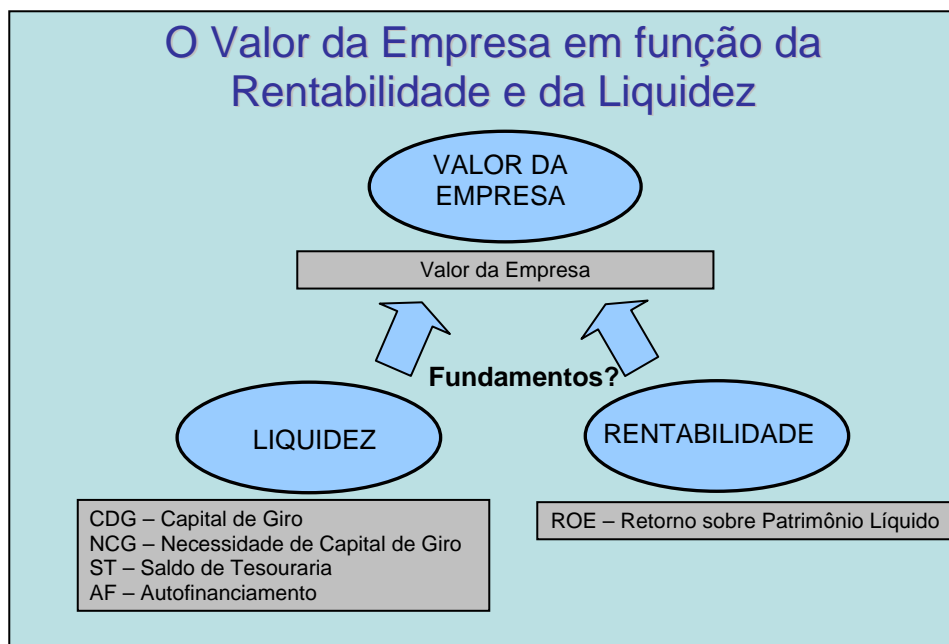 O Valor da Empresa em função da
Rentabilidade e da Liquidez
VALOR DA
EMPRESA
Valor da Empresa
Fundamentos?
LIQUIDEZ
RENTABILIDADE
CDG – Capital de Giro
NCG – Necessidade de Capital de Giro
ST – Saldo de Tesouraria
AF – Autofinanciamento
ROE – Retorno sobre Patrimônio Líquido